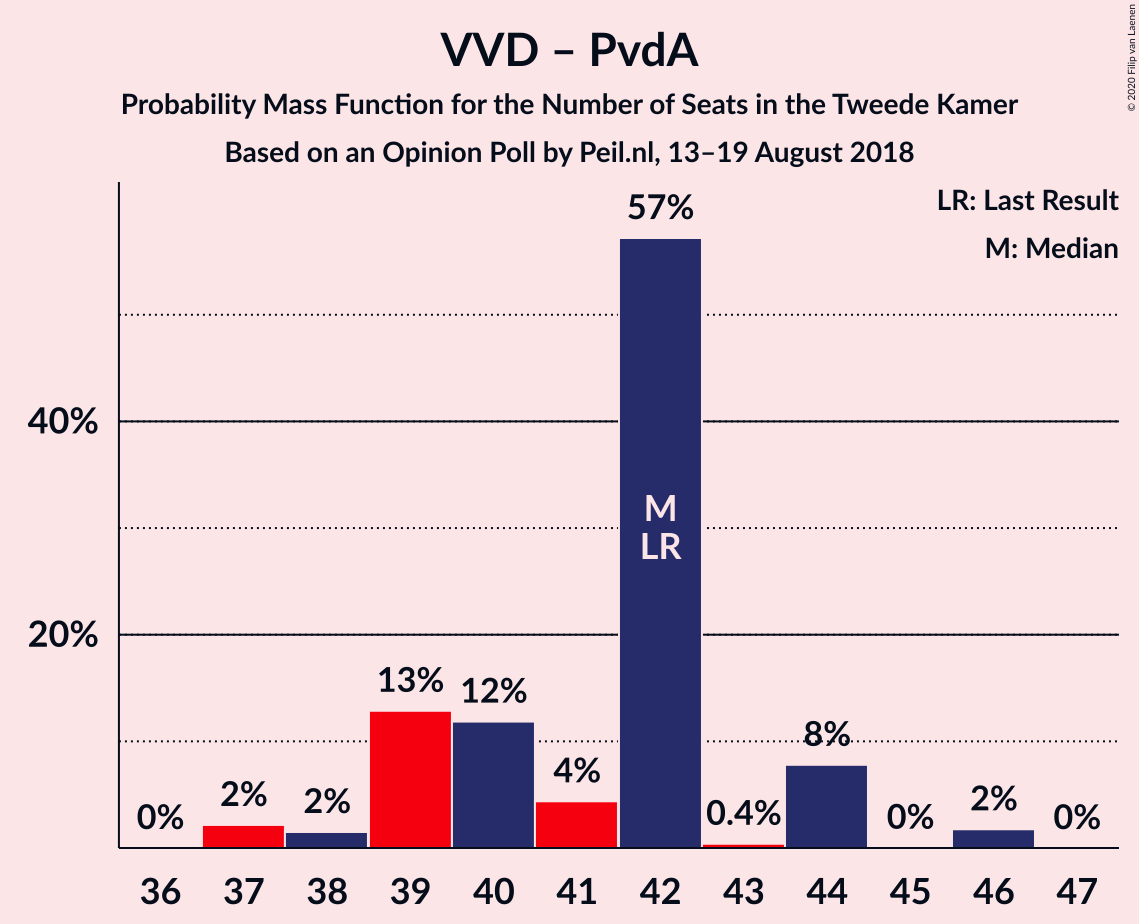 VVD – PvdA
Probability Mass Function for the Number of Seats in the Tweede Kamer
Based on an Opinion Poll by Peil.nl, 13–19 August 2018
© 2020 Filip van Laenen
LR: Last Result
M: Median
57%
40%
M
LR
20%
13%
12%
8%
4%
2%
2%
2%
0.4%
0%
0%
0%
36 37 38 39 40 41 42 43 44 45 46 47